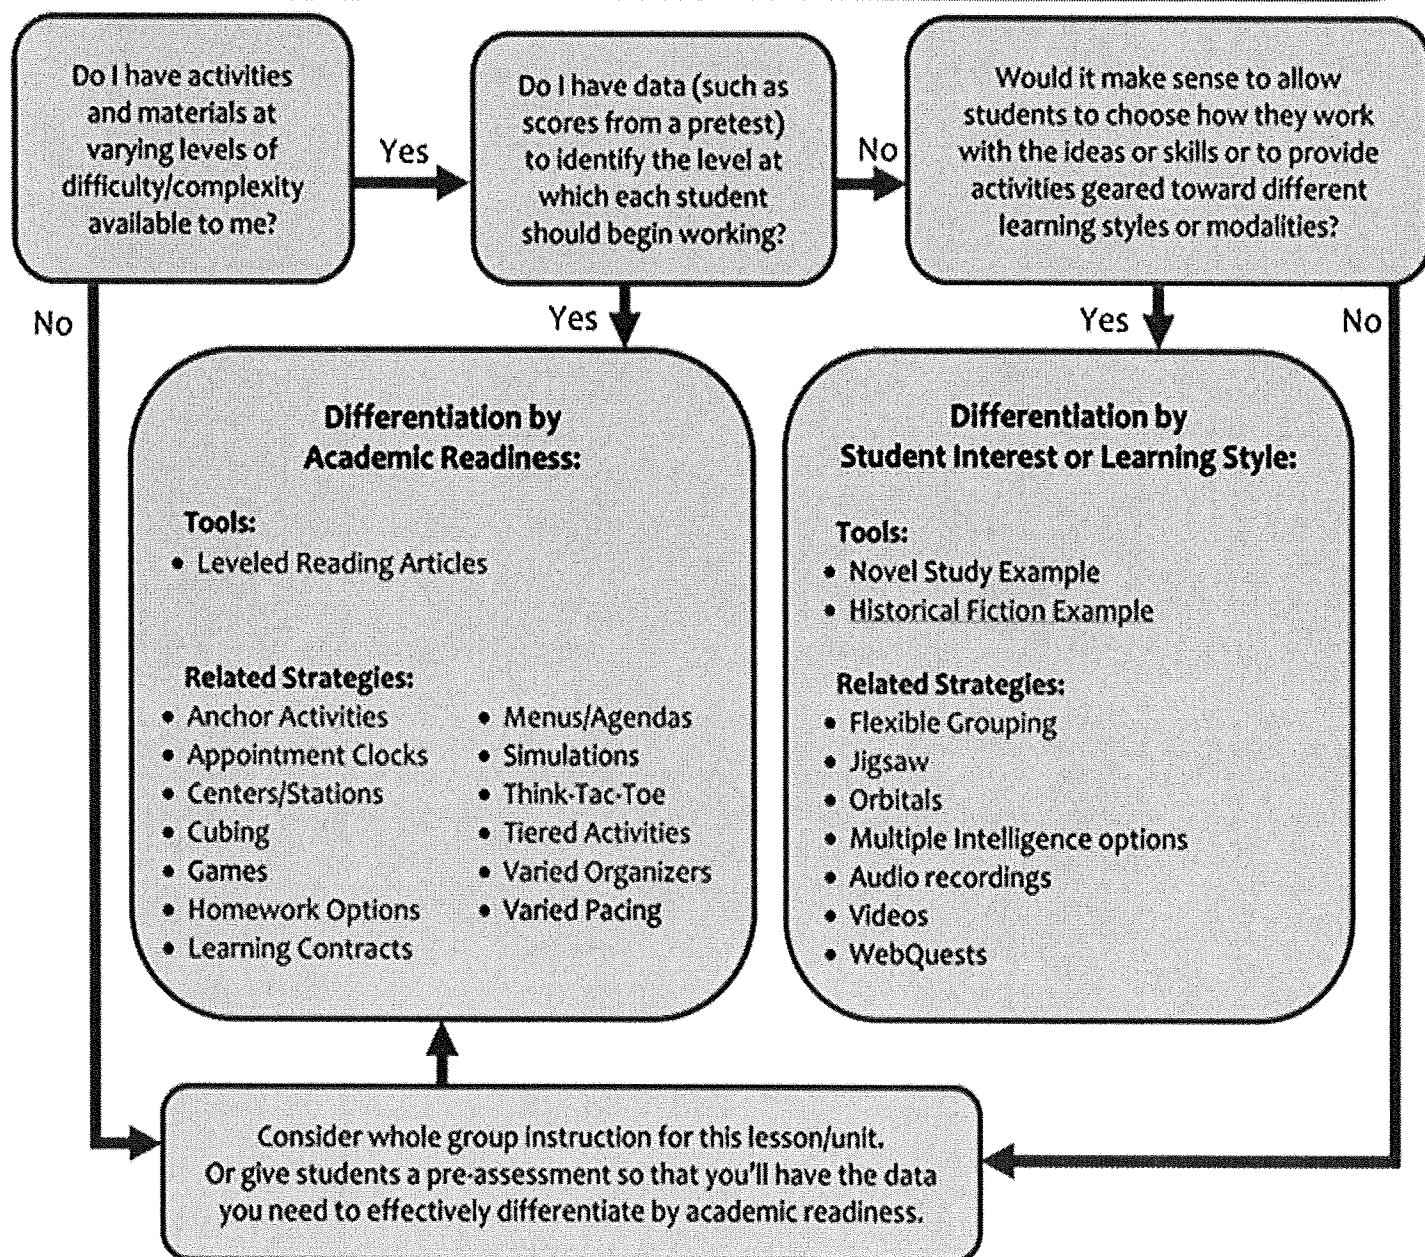 Do I have activities
and materials at
varying levels of
difficulty/complexity
available to me?
Yes
Do I have data (such as
scores from a pretest)
to identify the level at
which each student
should begin working?
No
Would it make sense to allow
students to choose how they work
with the ideas or skills or to provide
activities geared toward different
learning styles or modalities?
No
Yes
Yes
No
Differentiation by
Academic Readiness:
Tools:
• Leveled Reading Articles
Related Strategies:
• Anchor Activities
• Appointment Clocks
• Centers/Stations
• Cubing
• Games
• Homework Options
• Learning Contracts
• Menus/Agendas
• Simulations
• Think-Tac-Toe
• Tiered Activities
• Varied Organizers
• Varied Pacing
Differentiation by
Student Interest or Learning Style:
Tools:
• Novel Study Example
• Historical Fiction Example
Related Strategies:
• Flexible Grouping
• Jigsaw
• Orbitals
• Multiple Intelligence options
• Audio recordings
• Videos
• WebQuests
Consider whole group instruction for this lesson/unit.
Or give students a pre-assessment so that you'll have the data
you need to effectively differentiate by academic readiness.